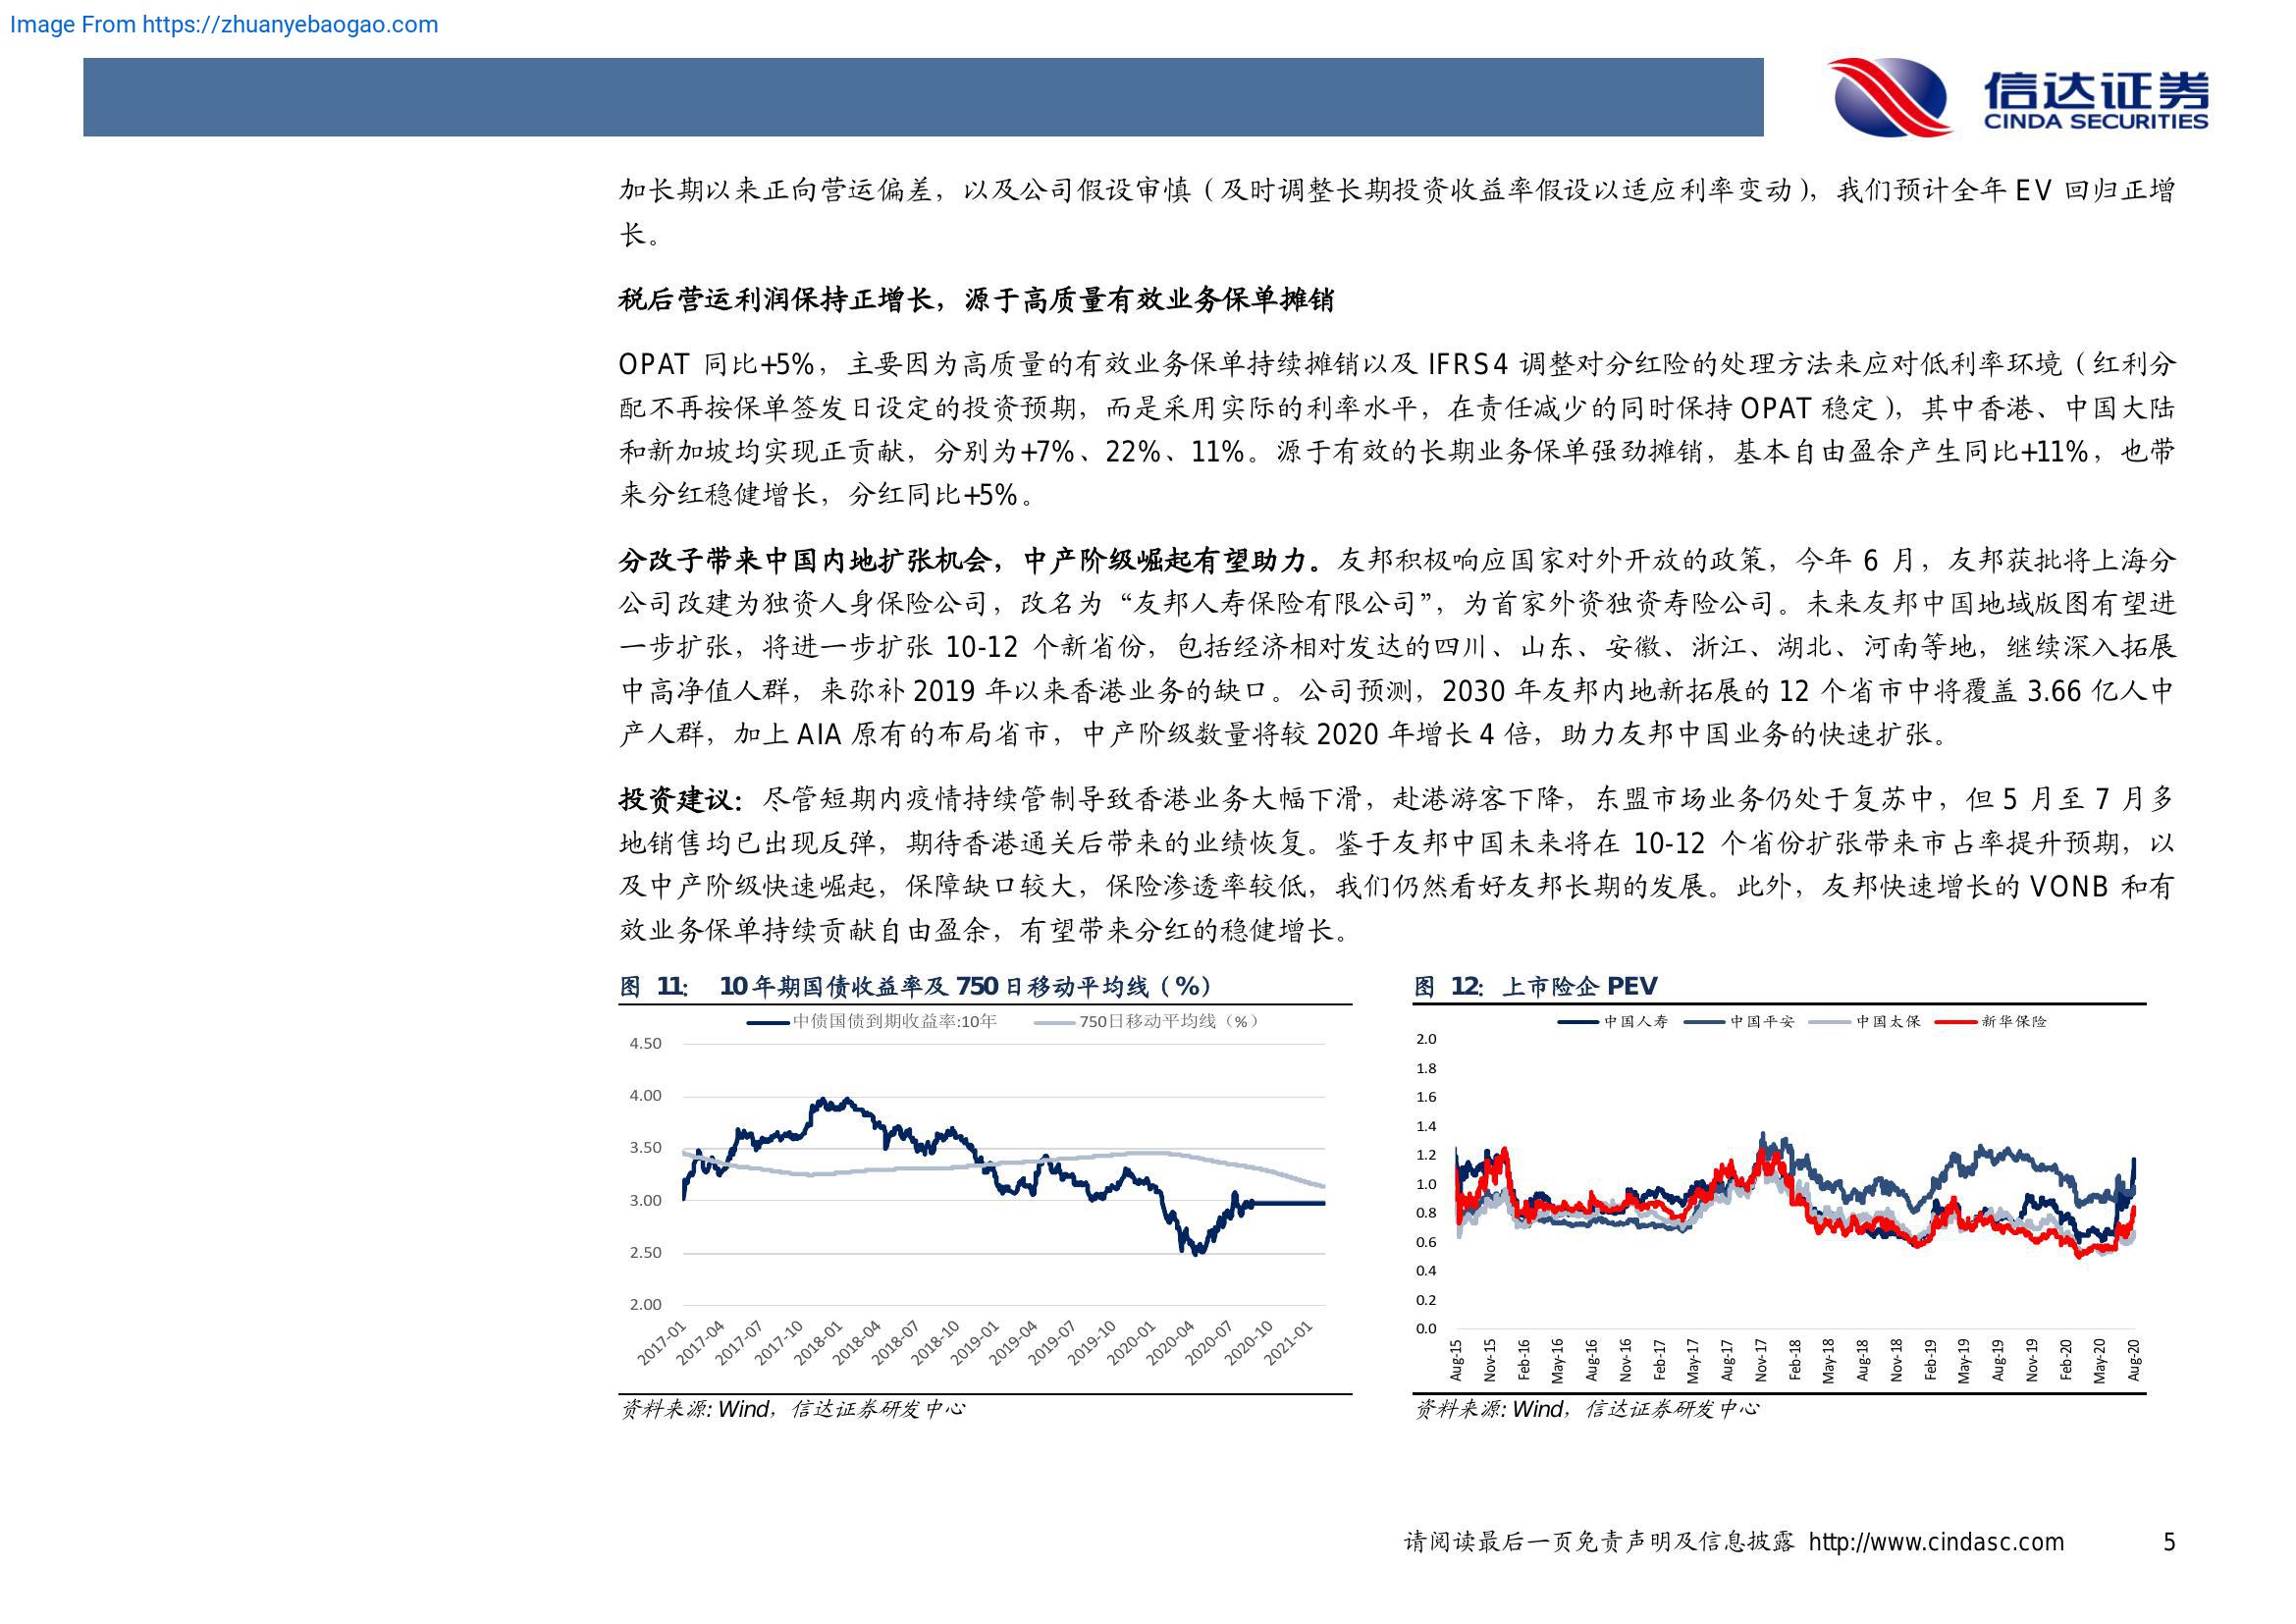 Image From https://zhuanyebaogao.com
信达证券
CINDA SECURITIES
加长期以来正向营运偏差，以及公司假设审慎（及时调整长期投资收益率假设以适应利率变动），我们预计全年 EV 回归正增
长。
税后营运利润保持正增长，源于高质量有效业务保单摊销
OPAT 同比+5%，主要因为高质量的有效业务保单持续摊销以及 IFRS4 调整对分红险的处理方法来应对低利率环境（红利分
配不再按保单签发日设定的投资预期，而是采用实际的利率水平，在责任减少的同时保持 OPAT 稳定），其中香港、中国大陆
和新加坡均实现正贡献，分别为+7%、22%、11%。源于有效的长期业务保单强劲摊销，基本自由盈余产生同比+11%，也带
来分红稳健增长，分红同比+5%。
分改子带来中国内地扩张机会，中产阶级崛起有望助力。友邦积极响应国家对外开放的政策，今年 6 月，友邦获批将上海分
公司改建为独资人身保险公司，改名为“友邦人寿保险有限公司”，为首家外资独资寿险公司。未来友邦中国地域版图有望进
一步扩张，将进一步扩张 10-12 个新省份，包括经济相对发达的四川、山东、安徽、浙江、湖北、河南等地，继续深入拓展
中高净值人群，来弥补 2019 年以来香港业务的缺口。公司预测，2030 年友邦内地新拓展的 12 个省市中将覆盖 3.66 亿人中
产人群，加上 AIA 原有的布局省市，中产阶级数量将较 2020 年增长 4 倍，助力友邦中国业务的快速扩张。
投资建议：尽管短期内疫情持续管制导致香港业务大幅下滑，赴港游客下降，东盟市场业务仍处于复苏中，但 5 月至 7 月多
地销售均已出现反弹，期待香港通关后带来的业绩恢复。鉴于友邦中国未来将在 10-12 个省份扩张带来市占率提升预期，以
及中产阶级快速崛起，保障缺口较大，保险渗透率较低，我们仍然看好友邦长期的发展。此外，友邦快速增长的 VONB 和有
效业务保单持续贡献自由盈余，有望带来分红的稳健增长。
图 11： 10 年期国债收益率及 750 日移动平均线（%）
中债国债到期收益率:10年 750日移动平均线（%）
4.50
4.00
3.50
3.00
2.50
2.00
2017-01 2017-04 2017-07 2017-10 2018-01 2018-04 2018-07 2018-10 2019-01 2019-04 2019-07 2019-10 2020-01 2020-04 2020-07 2020-10 2021-01
资料来源: Wind，信达证券研发中心
图 12：上市险企 PEV
中国人寿 中国平安 中国太保 新华保险
2.0
1.8
1.6
1.4
1.2
1.0
0.8
0.6
0.4
0.2
0.0
Aug-15 Nov-15 Feb-16 May-16 Aug-16 Nov-16 Feb-17 May-17 Aug-17 Nov-17 Feb-18 May-18 Aug-18 Nov-18 Feb-19 May-19 Aug-19 Nov-19 Feb-20 May-20 Aug-20
资料来源: Wind，信达证券研发中心
请阅读最后一页免责声明及信息披露 http://www.cindasc.com 5